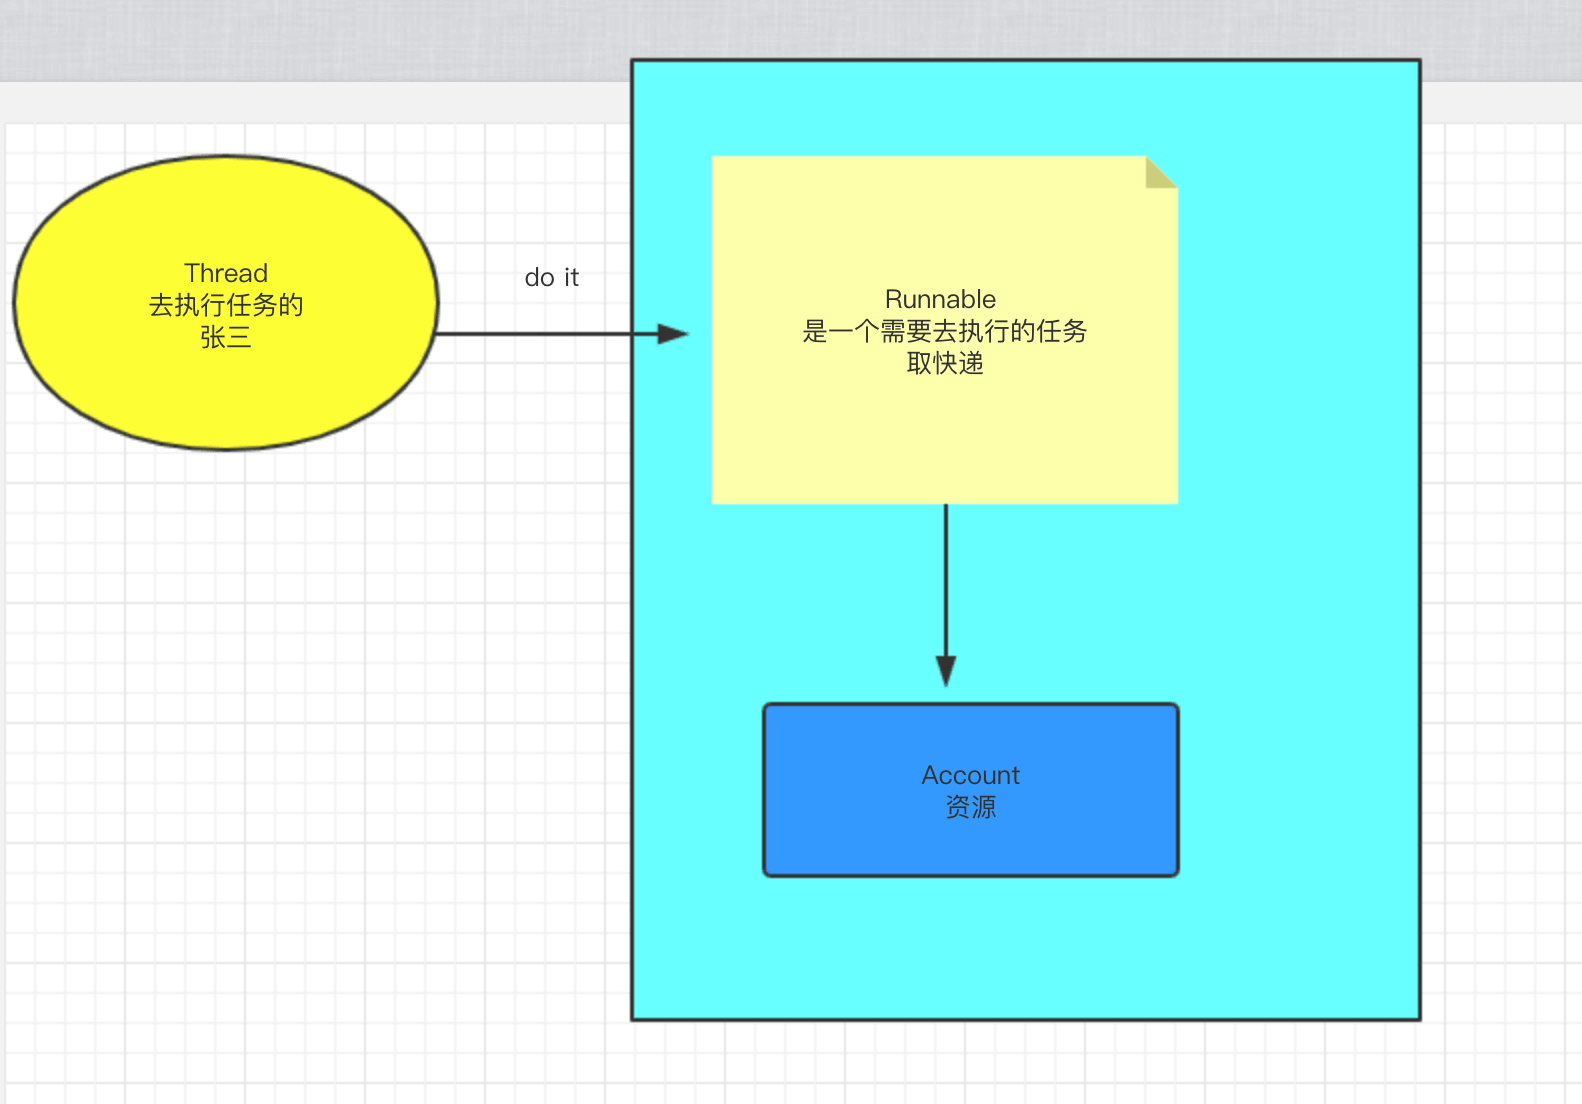 Thread
去执行任务的
张三
do it
Runnable
是一个需要去执行的任务
取快递
Account
资源